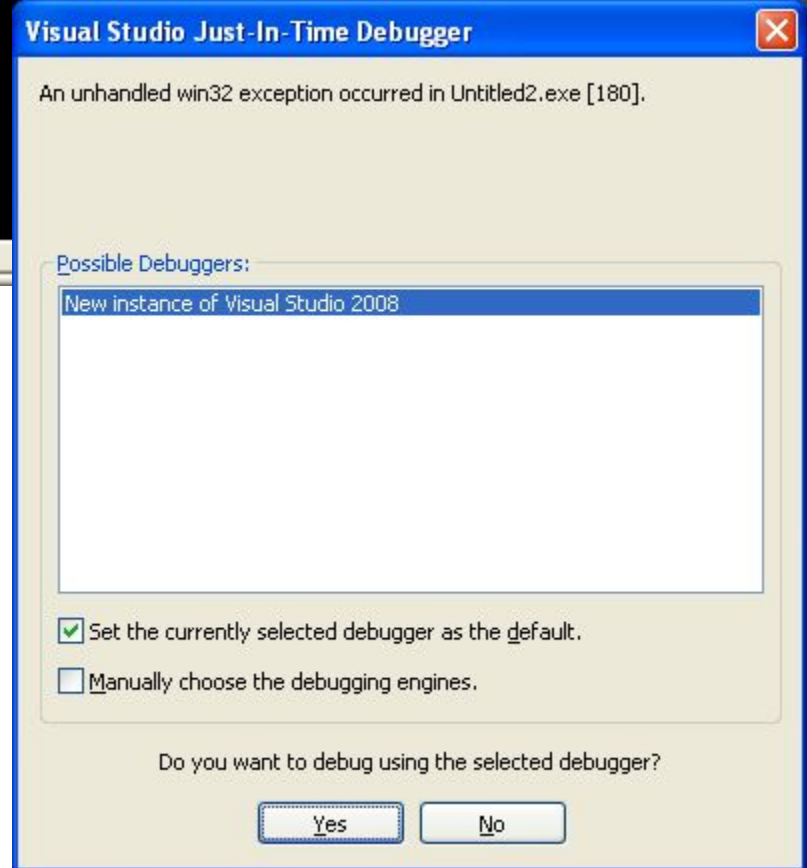 Visual Studio Just-In-Time Debugger
An unhandled win32 exception occurred in Untitled2.exe [180].
Possible Debuggers:
New instance of Visual Studio 2008
Set the currently selected debugger as the default.
Manually choose the debugging engines.
Do you want to debug using the selected debugger?
Yes
No